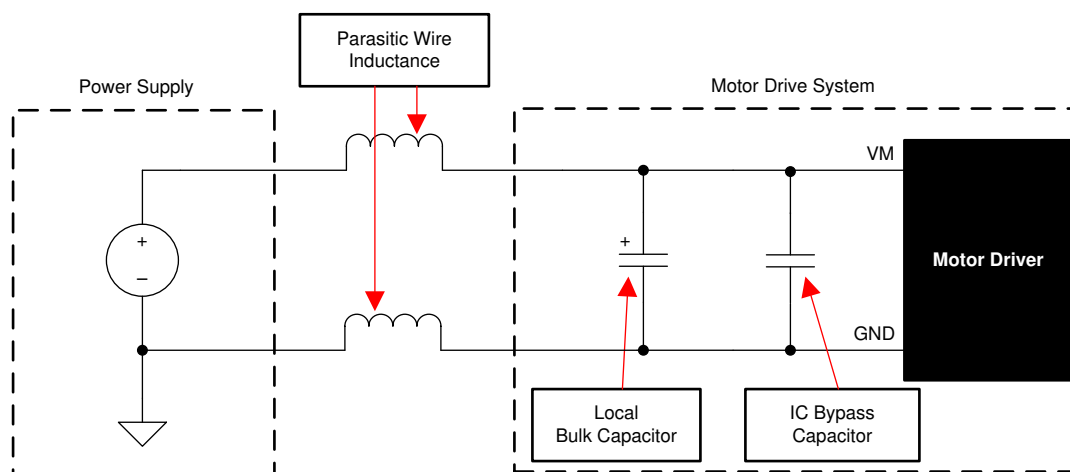 Parasitic Wire
Inductance
Power Supply
Motor Drive System
VM
+
–
+
Motor Driver
GND
Local
Bulk Capacitor
IC Bypass
Capacitor